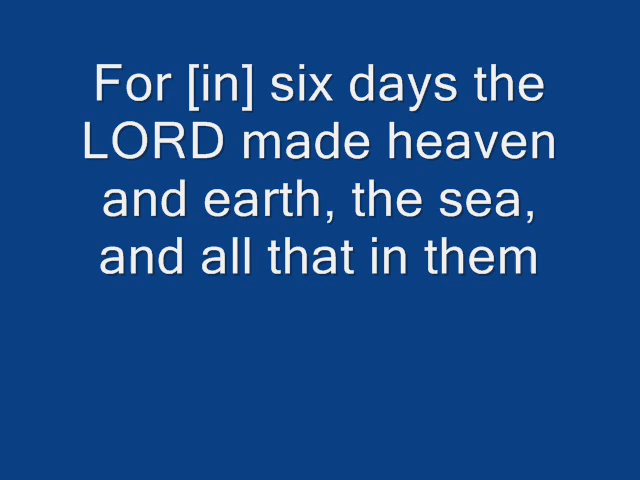 For [in] six days the
LORD made heaven
and earth, the sea,
and all that in them